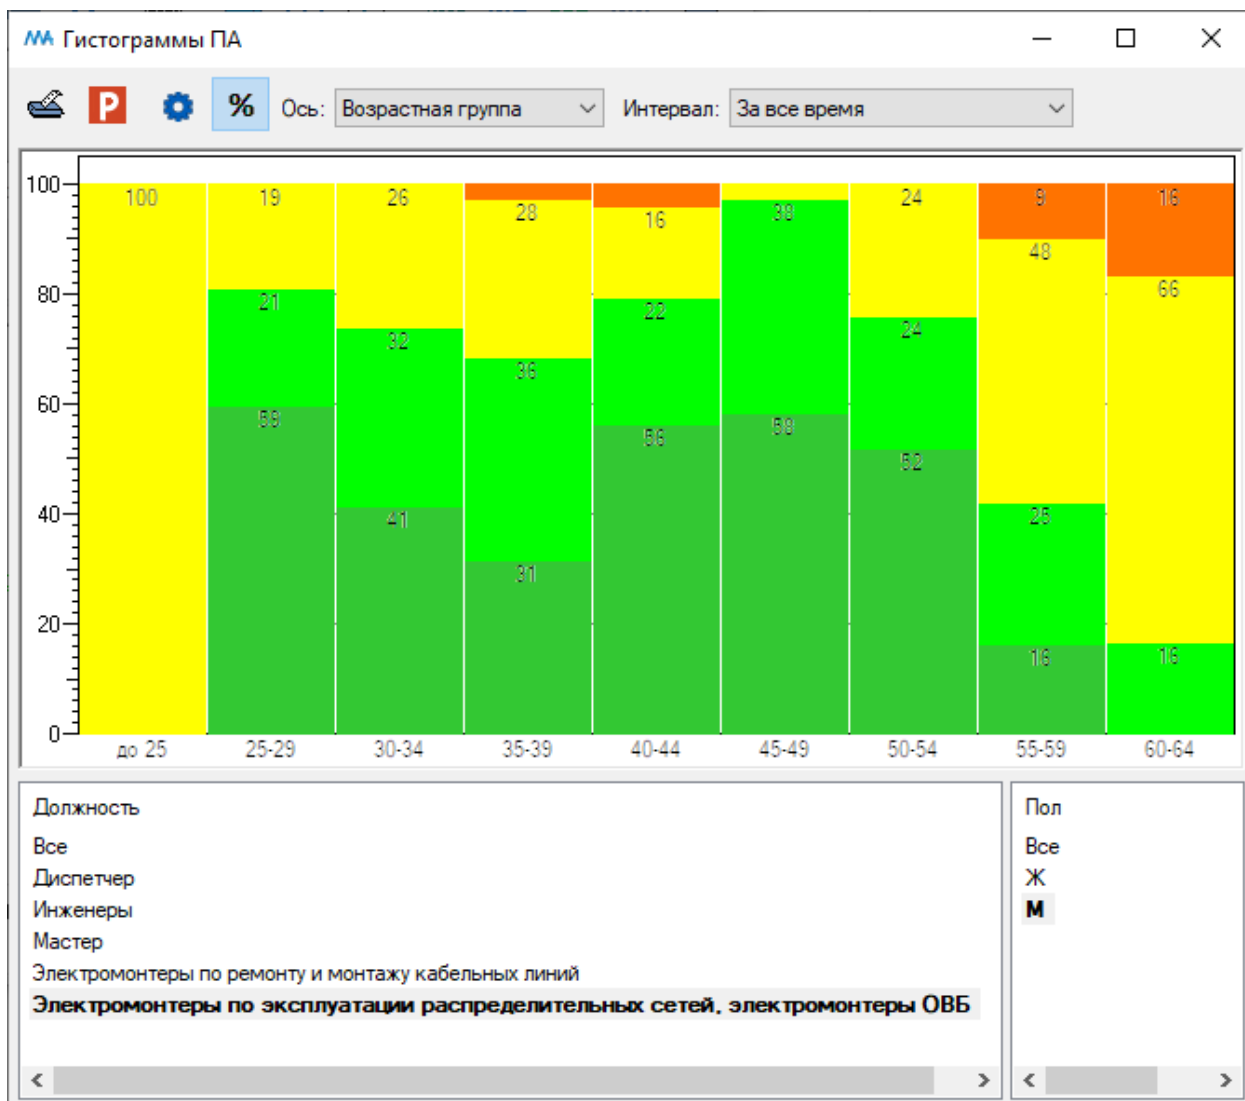 Гистограммы ПА
% Ось: Возрастная группа Интервал: За все время
100 100 19 26 24 9 16
28 16 38
48
80 21 66
22 24
32
36
60 58 56 58
52
40 41 25
31
20
16 16
0
до 25 25-29 30-34 35-39 40-44 45-49 50-54 55-59 60-64
Должность Пол
Все Все
Диспетчер Ж
Инженеры М
Мастер
Электромонтеры по ремонту и монтажу кабельных линий
Электромонтеры по эксплуатации распределительных сетей, электромонтеры ОВБ